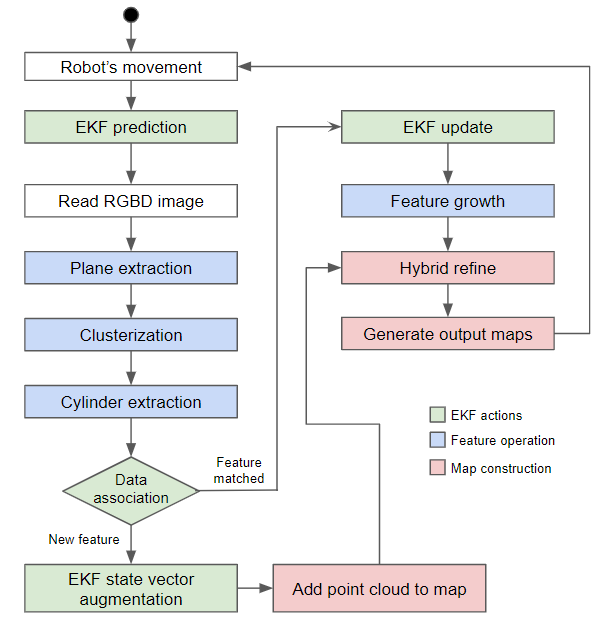 Robot's movement
EKF prediction
Read RGBD image
Plane extraction
Clusterization
Cylinder extraction
Data
association
Feature
matched
New feature
EKF state vector
augmentation
Add point cloud to map
EKF update
Feature growth
Hybrid refine
Generate output maps
EKF actions
Feature operation
Map construction